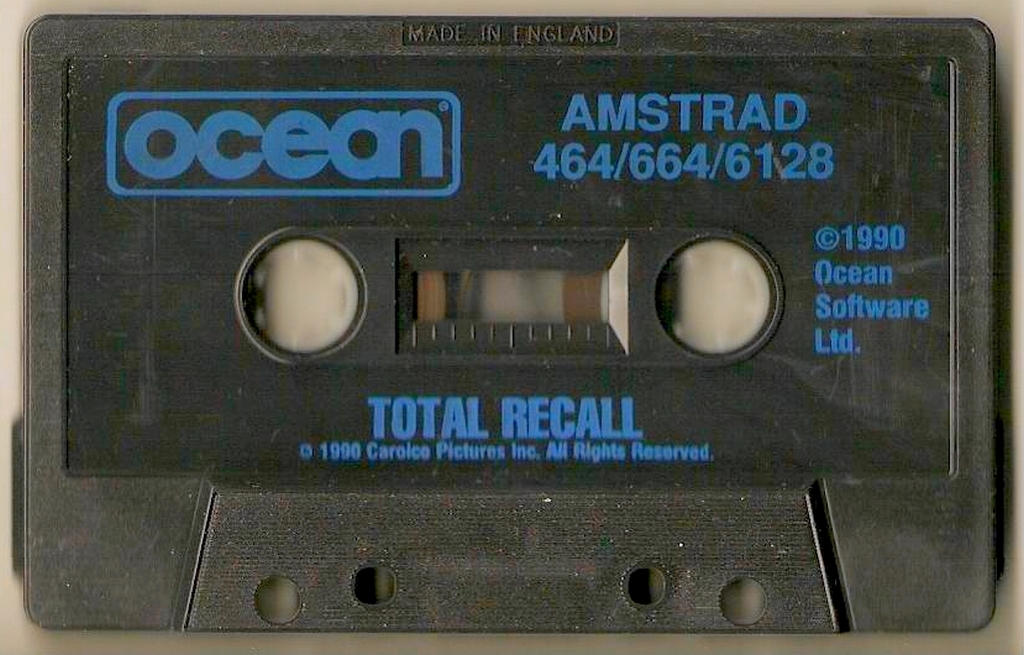 MADE IN ENGLAND
ocean®
AMSTRAD
464/664/6128
©1990
Ocean
Software
Ltd.
TOTAL RECALL
© 1990 Carolco Pictures Inc. All Rights Reserved.